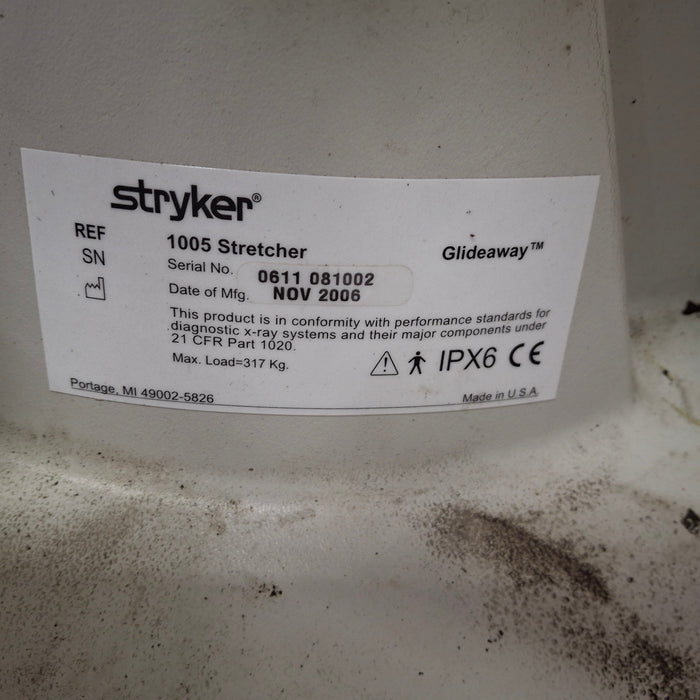 stryker®
REF 1005 Stretcher Glideaway™
SN Serial No. 0611 081002
Date of Mfg. NOV 2006
This product is in conformity with performance standards for
diagnostic x-ray systems and their major components under
21 CFR Part 1020.
Max. Load=317 Kg. IPX6 CE
Portage, MI 49002-5826 Made in U.S.A.